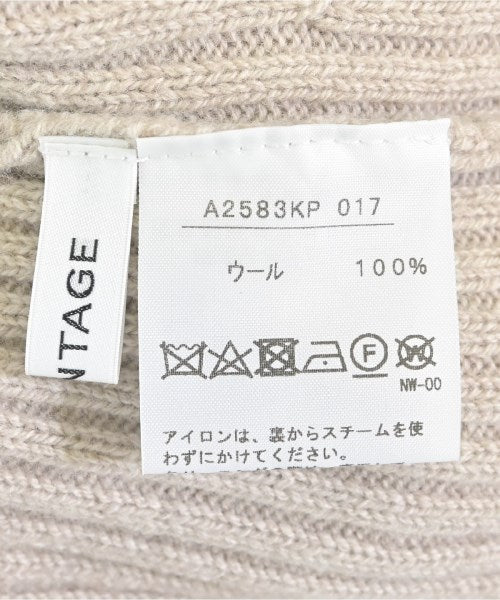 NTAGE
A2583KP 017
ウール 100%
W F W
NW-00
アイロンは、裏からスチームを使
わずにかけてください。